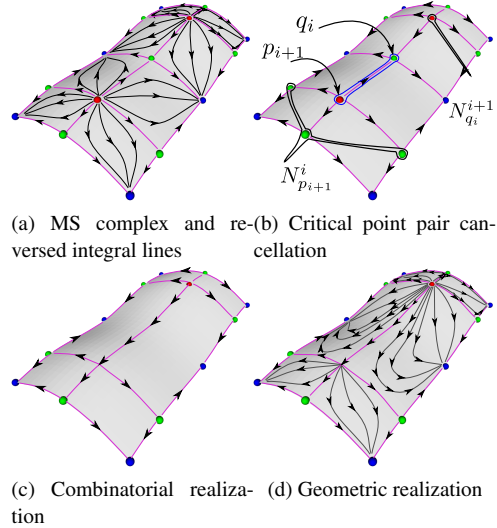 q_i
p_{i+1}
N^{i+1}_{q_i}
N^i_{p_{i+1}}
(a) MS complex and re-
versed integral lines
(b) Critical point pair can-
cellation
(c) Combinatorial realiza-
tion
(d) Geometric realization